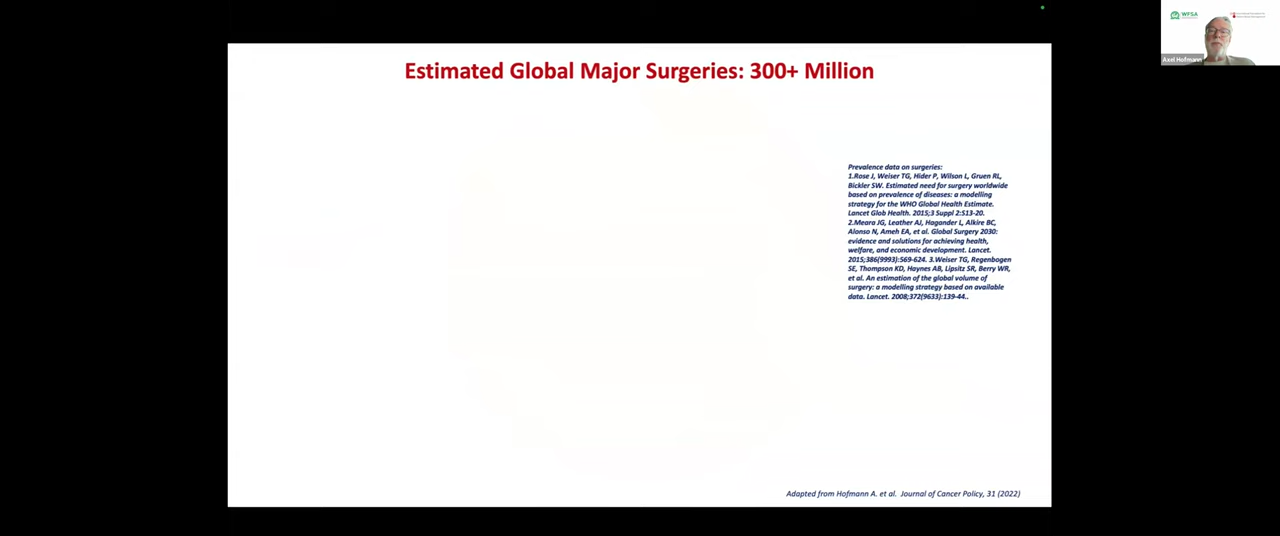 Estimated Global Major Surgeries: 300+ Million
WFSA
Axel Hofmann
Prevalence data on surgeries:
1.Rose J, Weiser TG, Hider P, Wilson L, Gruen RL,
Bickler SW. Estimated need for surgery worldwide
based on prevalence of diseases: a modelling
strategy for the WHO Global Health Estimate.
Lancet Glob Health. 2015;3 Suppl 2:S13-20.
2.Meara JG, Leather AJ, Hagander L, Alkire BC,
Alonso N, Ameh EA, et al. Global Surgery 2030:
evidence and solutions for achieving health,
welfare, and economic development. Lancet.
2015;386(9993):569-624. 3.Weiser TG, Regenbogen
SE, Thompson KD, Haynes AB, Lipsitz SR, Berry WR,
et al. An estimation of the global volume of
surgery: a modelling strategy based on available
data. Lancet. 2008;372(9633):139-44..
Adapted from Hofmann A. et al. Journal of Cancer Policy, 31 (2022)